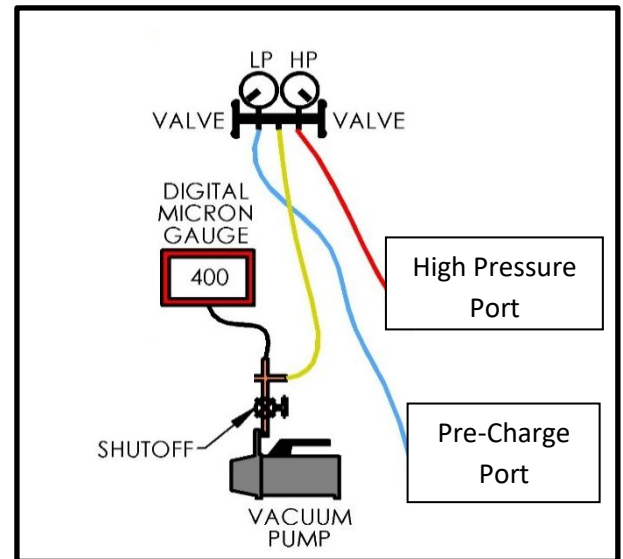 LP HP
VALVE VALVE
DIGITAL
MICRON
GAUGE
400
High Pressure
Port
SHUTOFF
Pre-Charge
Port
VACUUM
PUMP